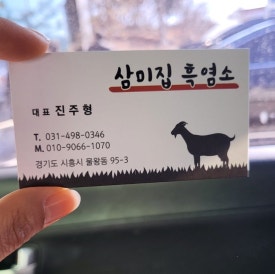 삼미집 흑염소
대표 진주형
T. 031-498-0346
M. 010-9066-1070
경기도 시흥시 물왕동 95-3